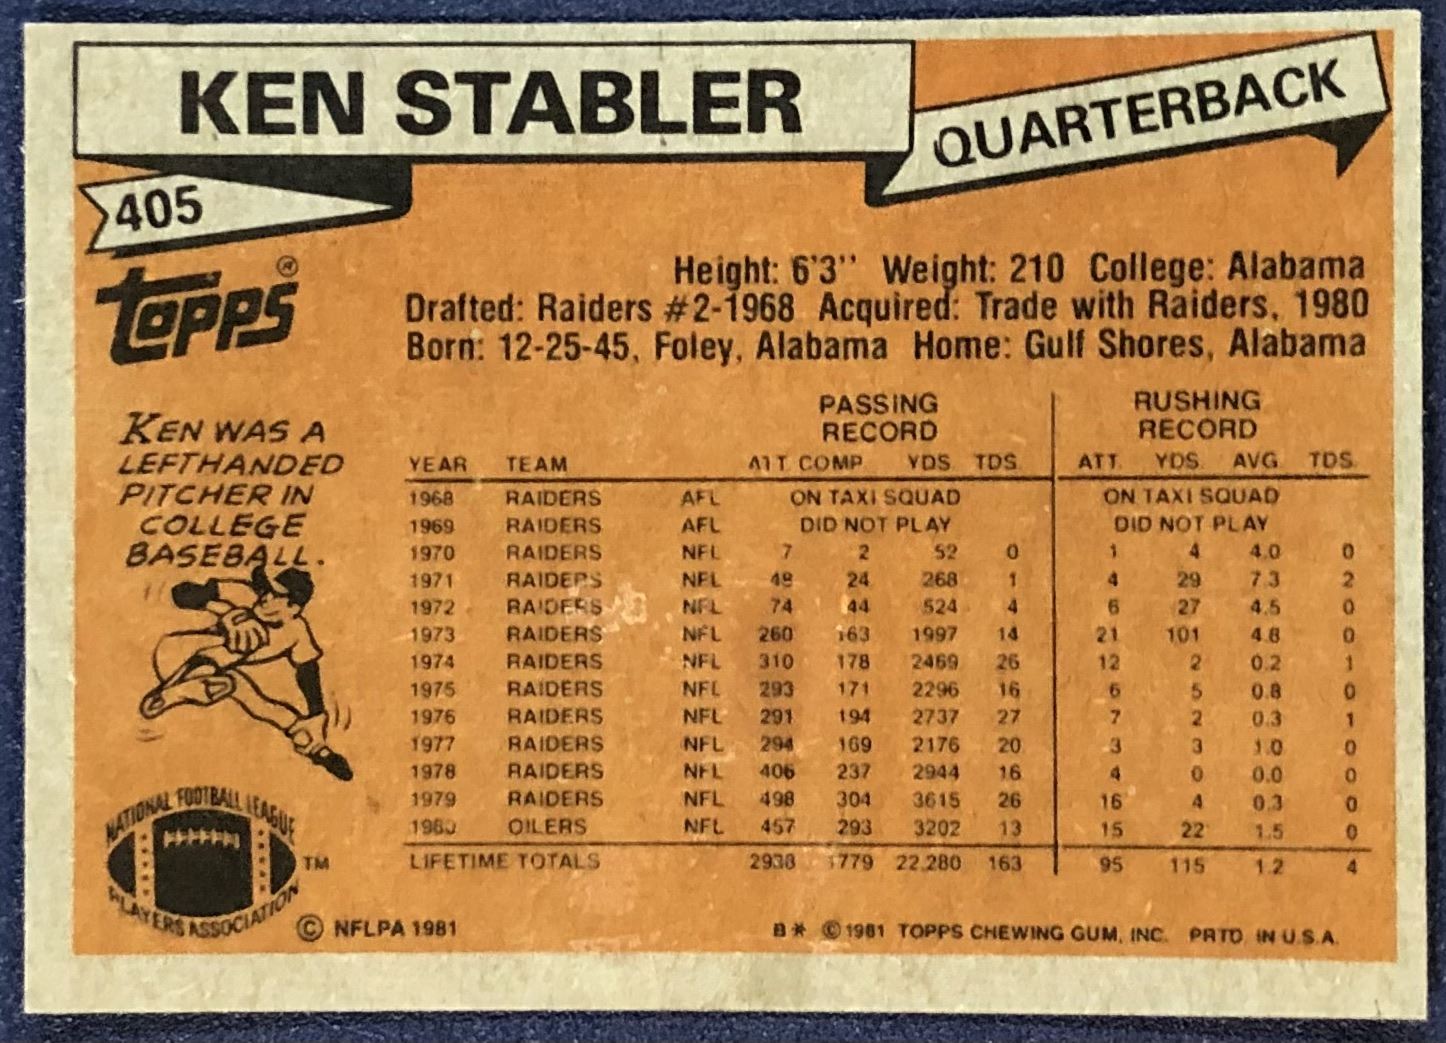 KEN STABLER
QUARTERBACK
405
TOPPS ®
Height: 6'3'' Weight: 210 College: Alabama
Drafted: Raiders #2-1968 Acquired: Trade with Raiders, 1980
Born: 12-25-45, Foley, Alabama Home: Gulf Shores, Alabama
KEN WAS A
LEFTHANDED
PITCHER IN
COLLEGE
BASEBALL.
PASSING RECORD RUSHING RECORD
YEAR TEAM ATT. COMP. YDS. TDS. ATT. YDS. AVG. TDS.
1968 RAIDERS AFL ON TAXI SQUAD ON TAXI SQUAD
1969 RAIDERS AFL DID NOT PLAY DID NOT PLAY
1970 RAIDERS NFL 7 2 52 0 1 4 4.0 0
1971 RAIDERS NFL 48 24 268 1 4 29 7.3 2
1972 RAIDERS NFL 74 44 524 4 6 27 4.5 0
1973 RAIDERS NFL 260 163 1997 14 21 101 4.8 0
1974 RAIDERS NFL 310 178 2469 26 12 2 0.2 1
1975 RAIDERS NFL 293 171 2296 16 6 5 0.8 0
1976 RAIDERS NFL 291 194 2737 27 7 2 0.3 1
1977 RAIDERS NFL 294 169 2176 20 3 3 1.0 0
1978 RAIDERS NFL 406 237 2944 16 4 0 0.0 0
1979 RAIDERS NFL 498 304 3615 26 16 4 0.3 0
1980 OILERS NFL 457 293 3202 13 15 22 1.5 0
LIFETIME TOTALS 2938 1779 22,280 163 95 115 1.2 4
NATIONAL FOOTBALL LEAGUE
PLAYERS ASSOCIATION
TM
© NFLPA 1981
B* © 1981 TOPPS CHEWING GUM, INC. PRTD. IN U.S.A.